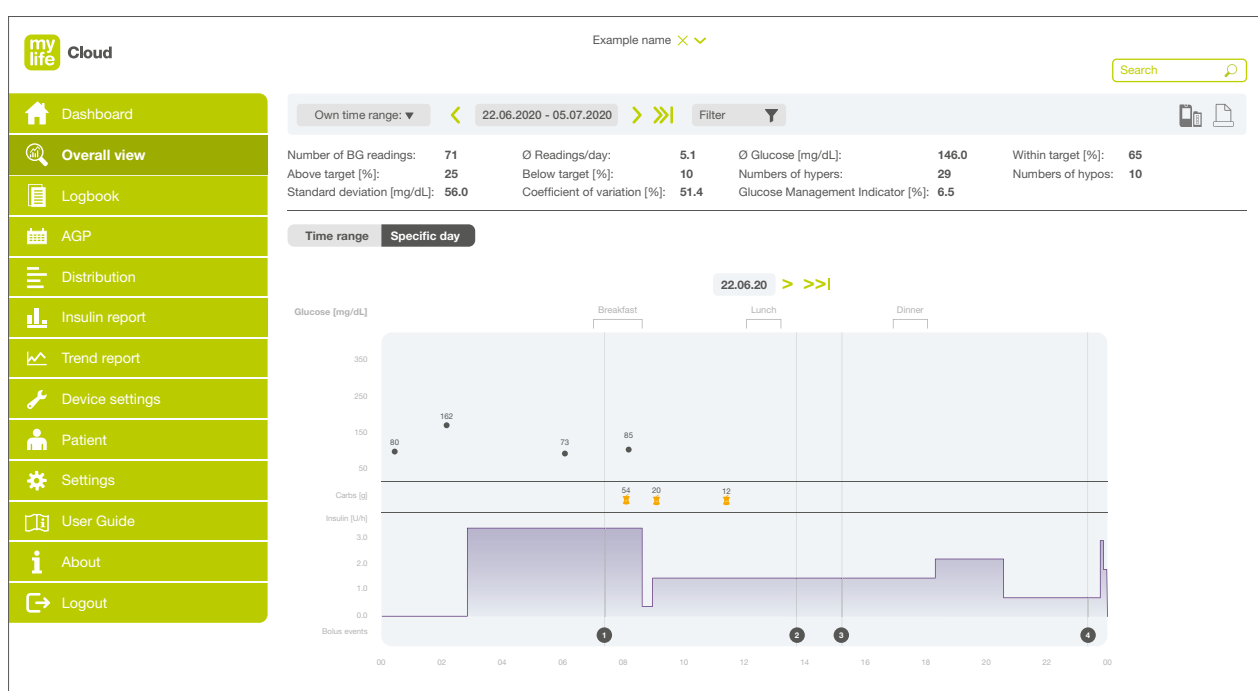 my
life
Cloud
Example name
Search
Dashboard
Overall view
Logbook
AGP
Distribution
Insulin report
Trend report
Device settings
Patient
Settings
User Guide
About
Logout
Own time range:
22.06.2020 - 05.07.2020
Filter
Number of BG readings: 71 Ø Readings/day: 5.1 Ø Glucose [mg/dL]: 146.0 Within target [%]: 65
Above target [%]: 25 Below target [%]: 10 Numbers of hypers: 29 Numbers of hypos: 10
Standard deviation [mg/dL]: 56.0 Coefficient of variation [%]: 51.4 Glucose Management Indicator [%]: 6.5
Time range Specific day
22.06.20 > >>|
Glucose [mg/dL] Breakfast Lunch Dinner
350
250
162
150
80 73 85
50
Carbs [g] 54 20 12
Insulin [U/h]
3.0
2.0
1.0
0.0
Bolus events 1 2 3 4
00 02 04 06 08 10 12 14 16 18 20 22 00